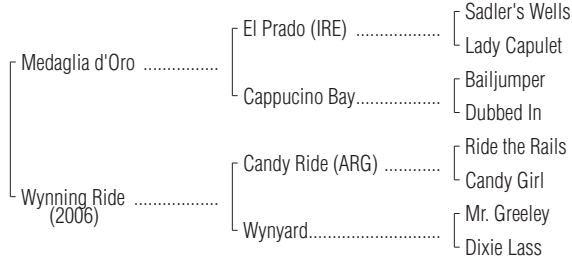 Sadler's Wells
El Prado (IRE) ..................
Lady Capulet
Medaglia d'Oro ................
Bailjumper
Cappucino Bay..................
Dubbed In
Ride the Rails
Candy Ride (ARG) ............
Candy Girl
Wynning Ride ..................
(2006)
Mr. Greeley
Wynyard............................
Dixie Lass